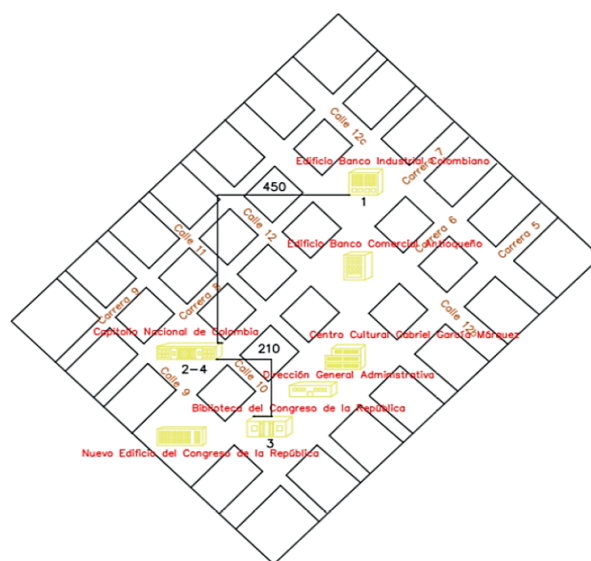 Calle 12c
Edificio Banco Industrial Colombiano
Carrera 7
450
1
Carrera 6
Carrera 5
Calle 11
Calle 12
Edificio Banco Comercial Antioqueño
Carrera 9
Carrera 8
Calle 12b
Capitolio Nacional de Colombia
Centro Cultural Gabriel García Márquez
210
2-4
Calle 10
Dirección General Administrativa
Calle 9
Biblioteca del Congreso de la República
3
Nuevo Edificio del Congreso de la República